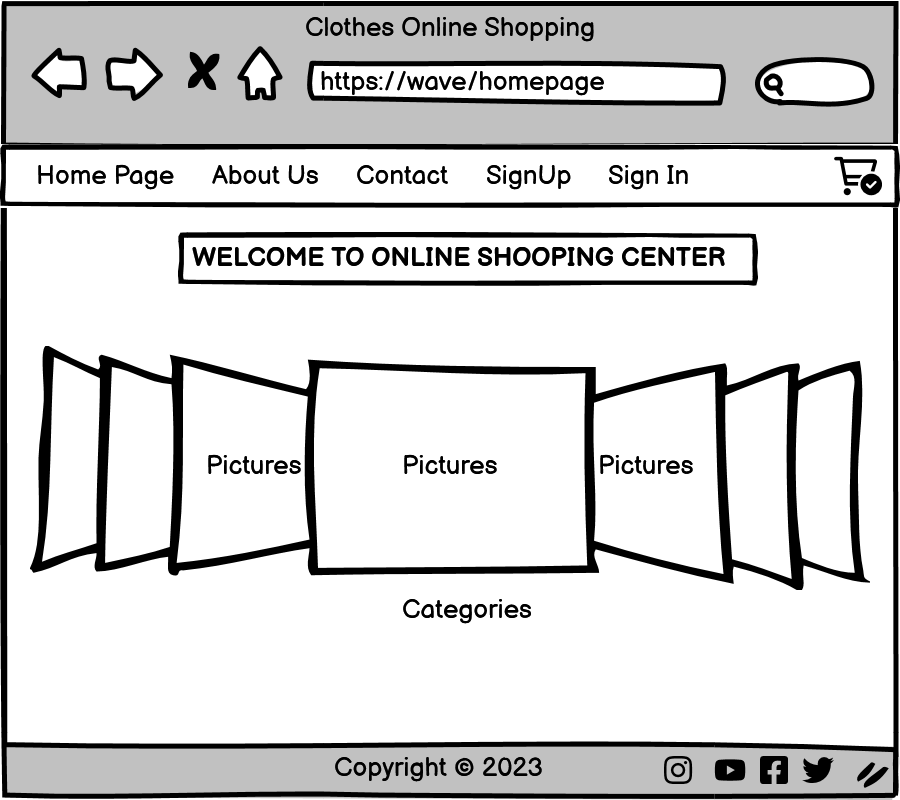 Clothes Online Shopping
https://wave/homepage
Home Page About Us Contact SignUp Sign In
WELCOME TO ONLINE SHOOPING CENTER
Pictures Pictures Pictures
Categories
Copyright © 2023